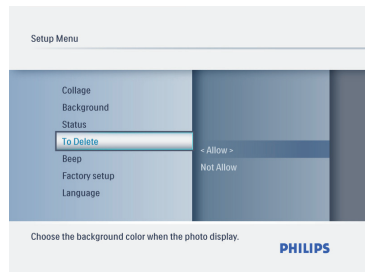 Setup Menu
Collage
Background
Status
To Delete
Beep
Factory setup
Language
< Allow >
Not Allow
Choose the background color when the photo display.
PHILIPS